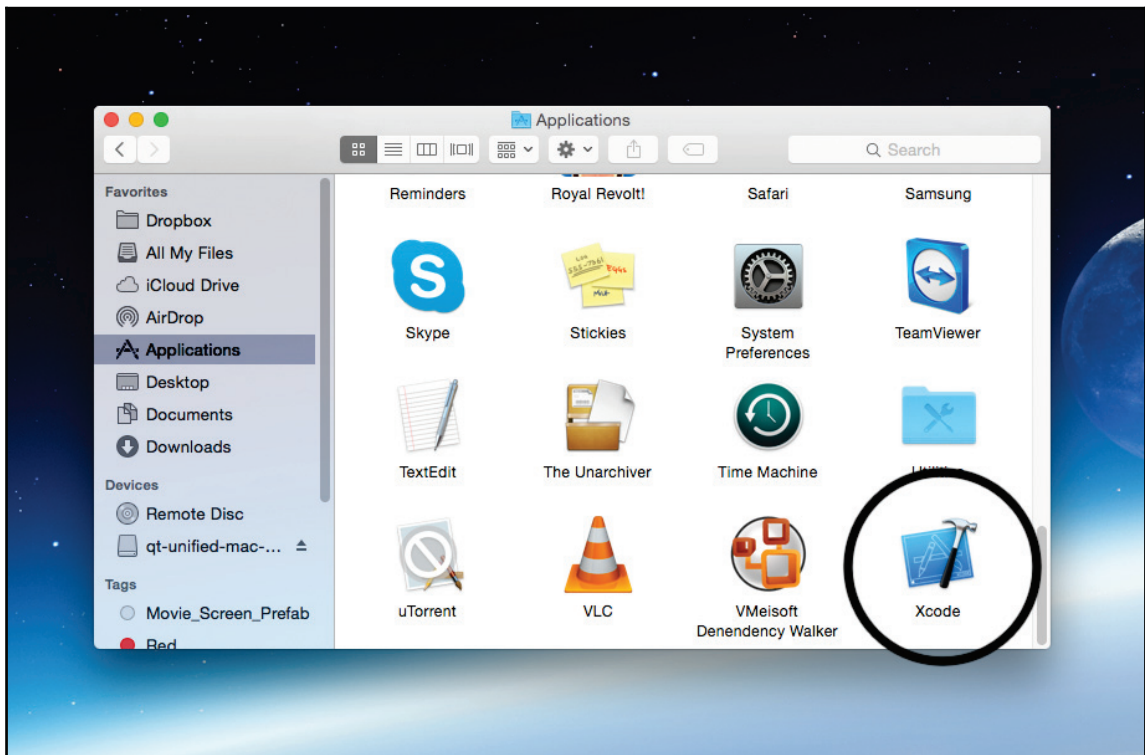 Applications
Search
Favorites
Dropbox
All My Files
iCloud Drive
AirDrop
Applications
Desktop
Documents
Downloads
Devices
Remote Disc
qt-unified-mac-...
Tags
Movie_Screen_Prefab
Red
Reminders
Royal Revolt!
Safari
Samsung
Skype
Stickies
System
Preferences
TeamViewer
TextEdit
The Unarchiver
Time Machine
Utilities
uTorrent
VLC
VMeisoft
Denendency Walker
Xcode